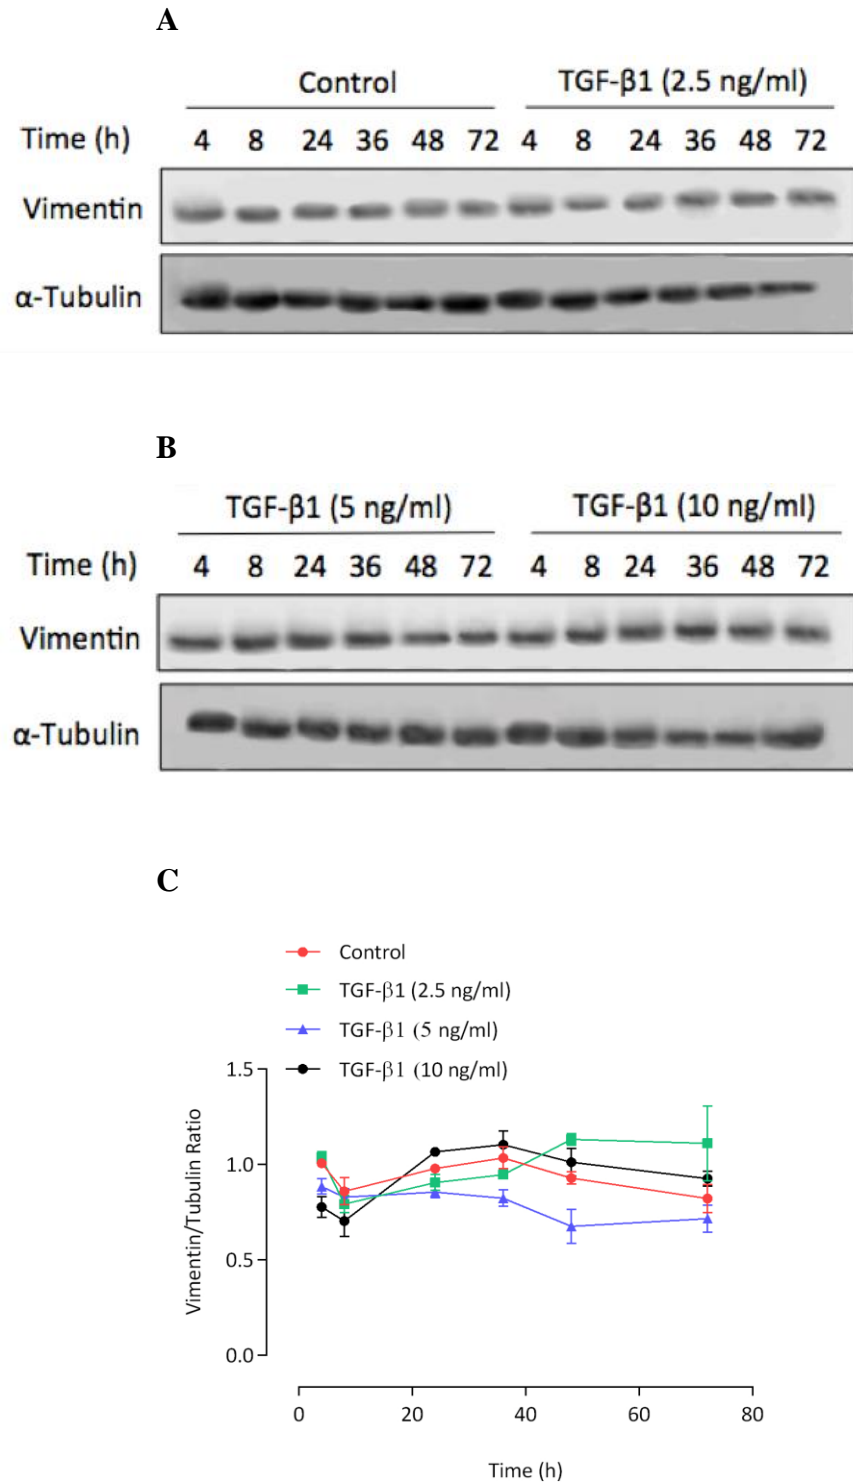 A
Control TGF-β1 (2.5 ng/ml)
Time (h) 4 8 24 36 48 72 4 8 24 36 48 72
Vimentin
α-Tubulin
B
TGF-β1 (5 ng/ml) TGF-β1 (10 ng/ml)
Time (h) 4 8 24 36 48 72 4 8 24 36 48 72
Vimentin
α-Tubulin
C
Control
TGF-β1 (2.5 ng/ml)
TGF-β1 (5 ng/ml)
TGF-β1 (10 ng/ml)
Vimentin/Tubulin Ratio
1.5
1.0
0.5
0.0
0 20 40 60 80
Time (h)